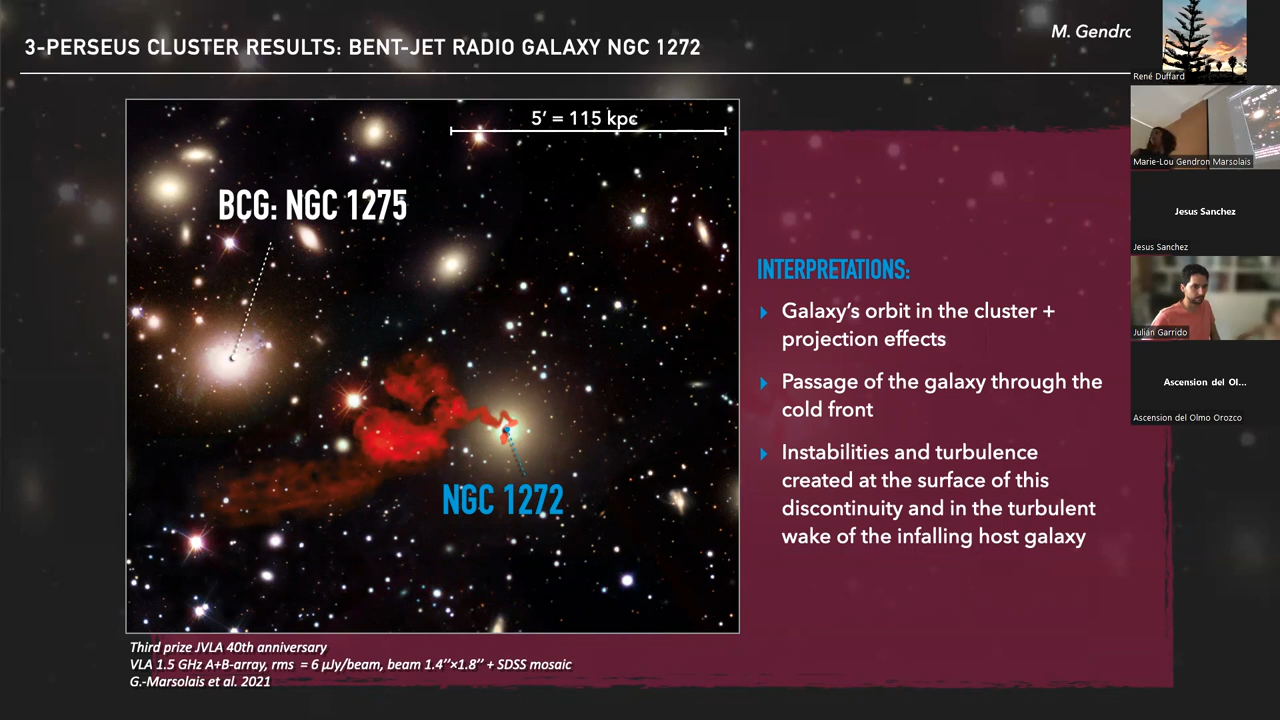 3-PERSEUS CLUSTER RESULTS: BENT-JET RADIO GALAXY NGC 1272
M. Gendro
5′ = 115 kpc
BCG: NGC 1275
NGC 1272
INTERPRETATIONS:
Galaxy’s orbit in the cluster +
projection effects
Passage of the galaxy through the
cold front
Instabilities and turbulence
created at the surface of this
discontinuity and in the turbulent
wake of the infalling host galaxy
Third prize JVLA 40th anniversary
VLA 1.5 GHz A+B-array, rms = 6 μJy/beam, beam 1.4′′×1.8′′ + SDSS mosaic
G.-Marsolais et al. 2021
René Duffard
Marie-Lou Gendron Marsolais
Jesus Sanchez
Jesus Sanchez
Julián Garrido
Ascension del Ol...
Ascension del Olmo Orozco